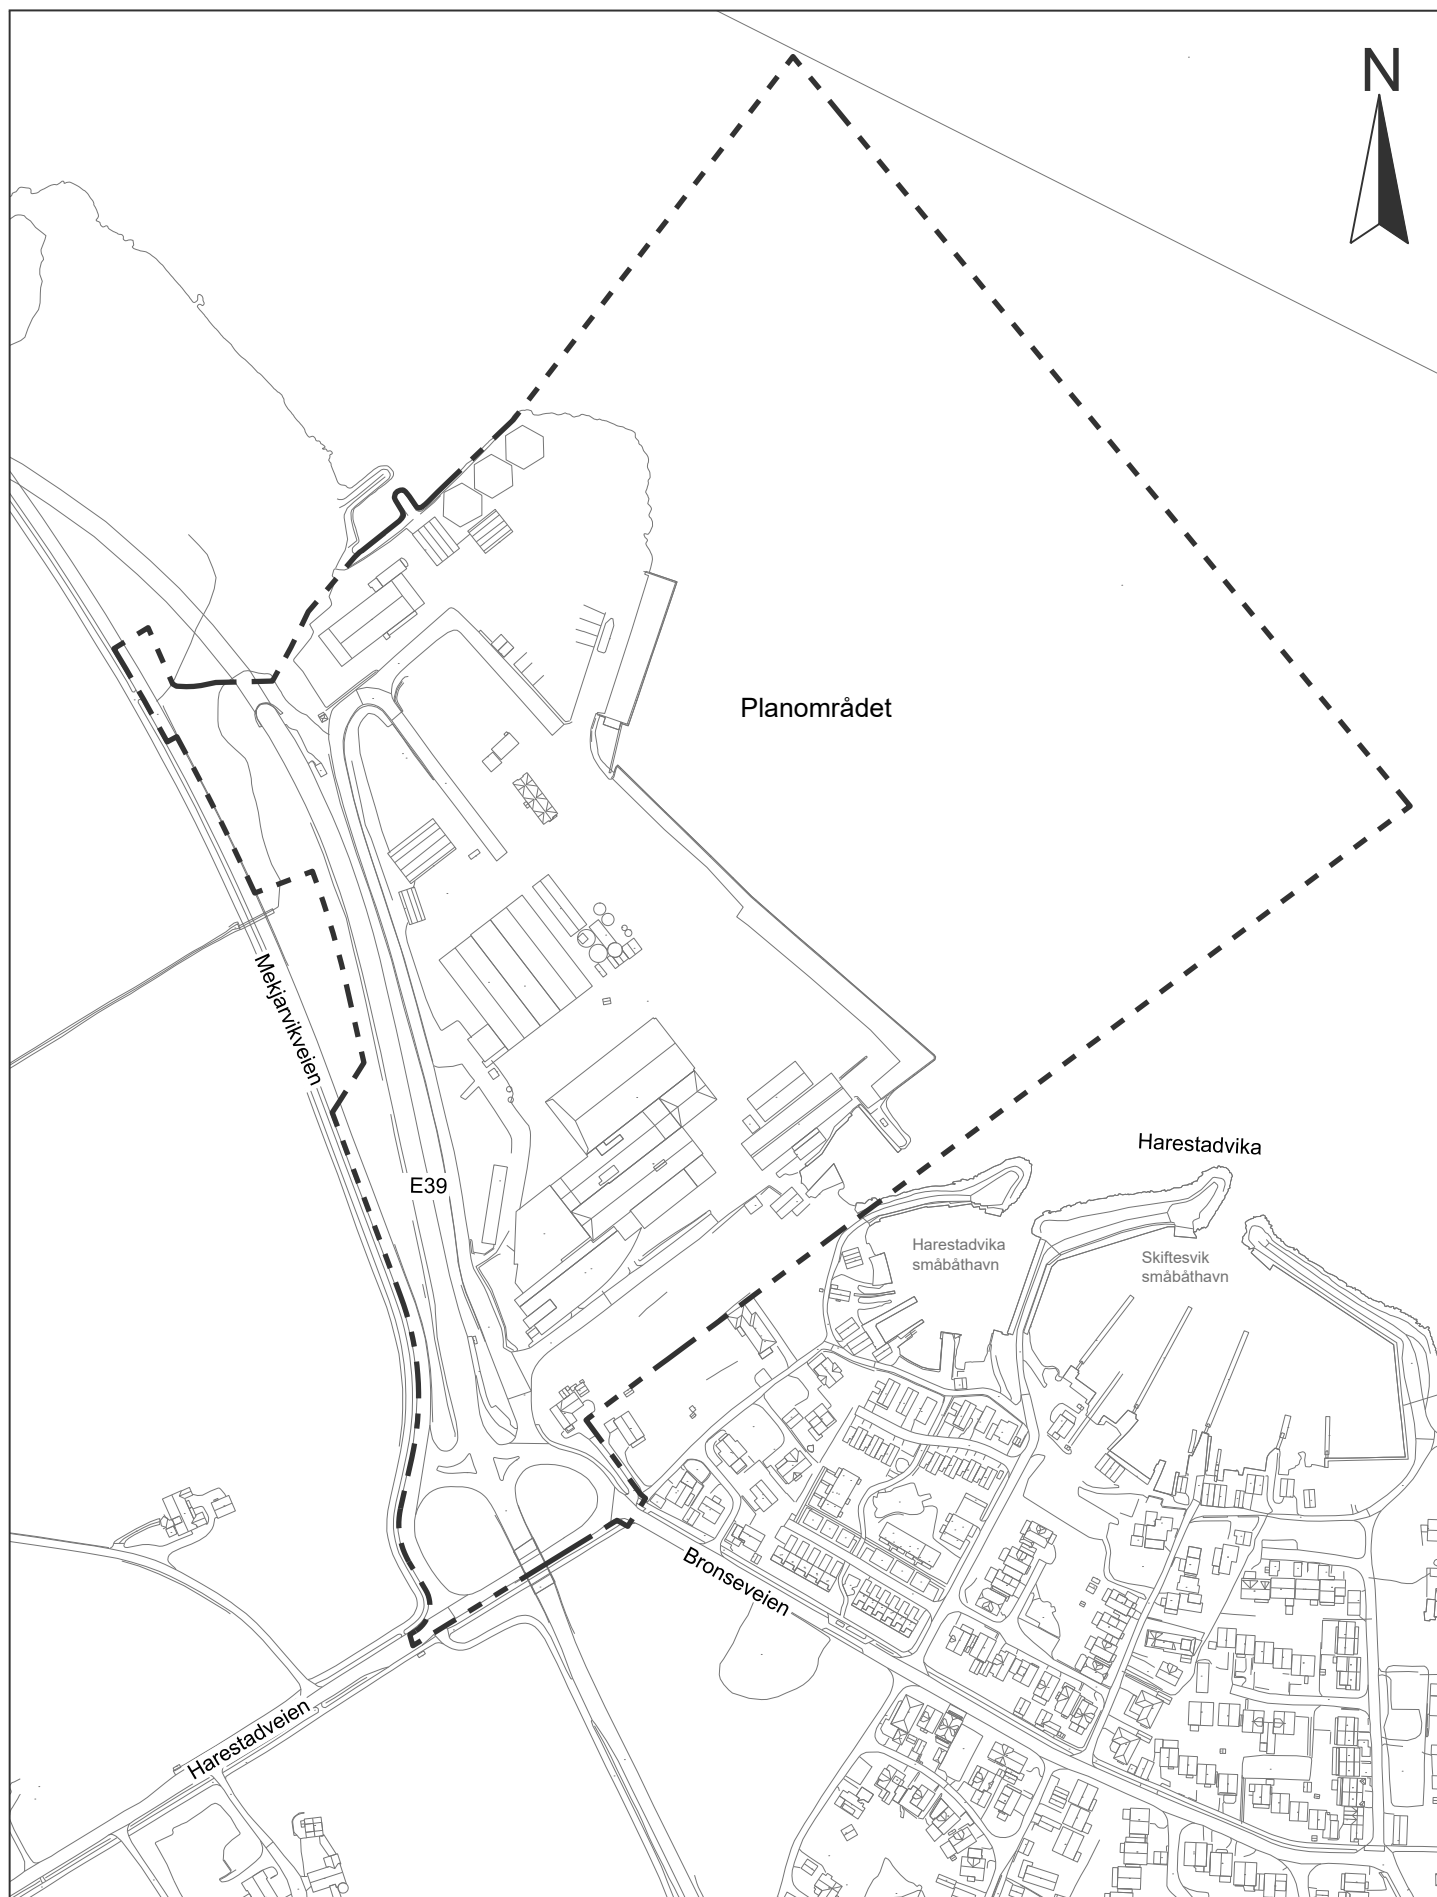 N
Planområdet
Mekjarvikveien
E39
Harestadvika
Harestadvika
småbåthavn
Skiftesvik
småbåthavn
Bronseveien
Harestadveien